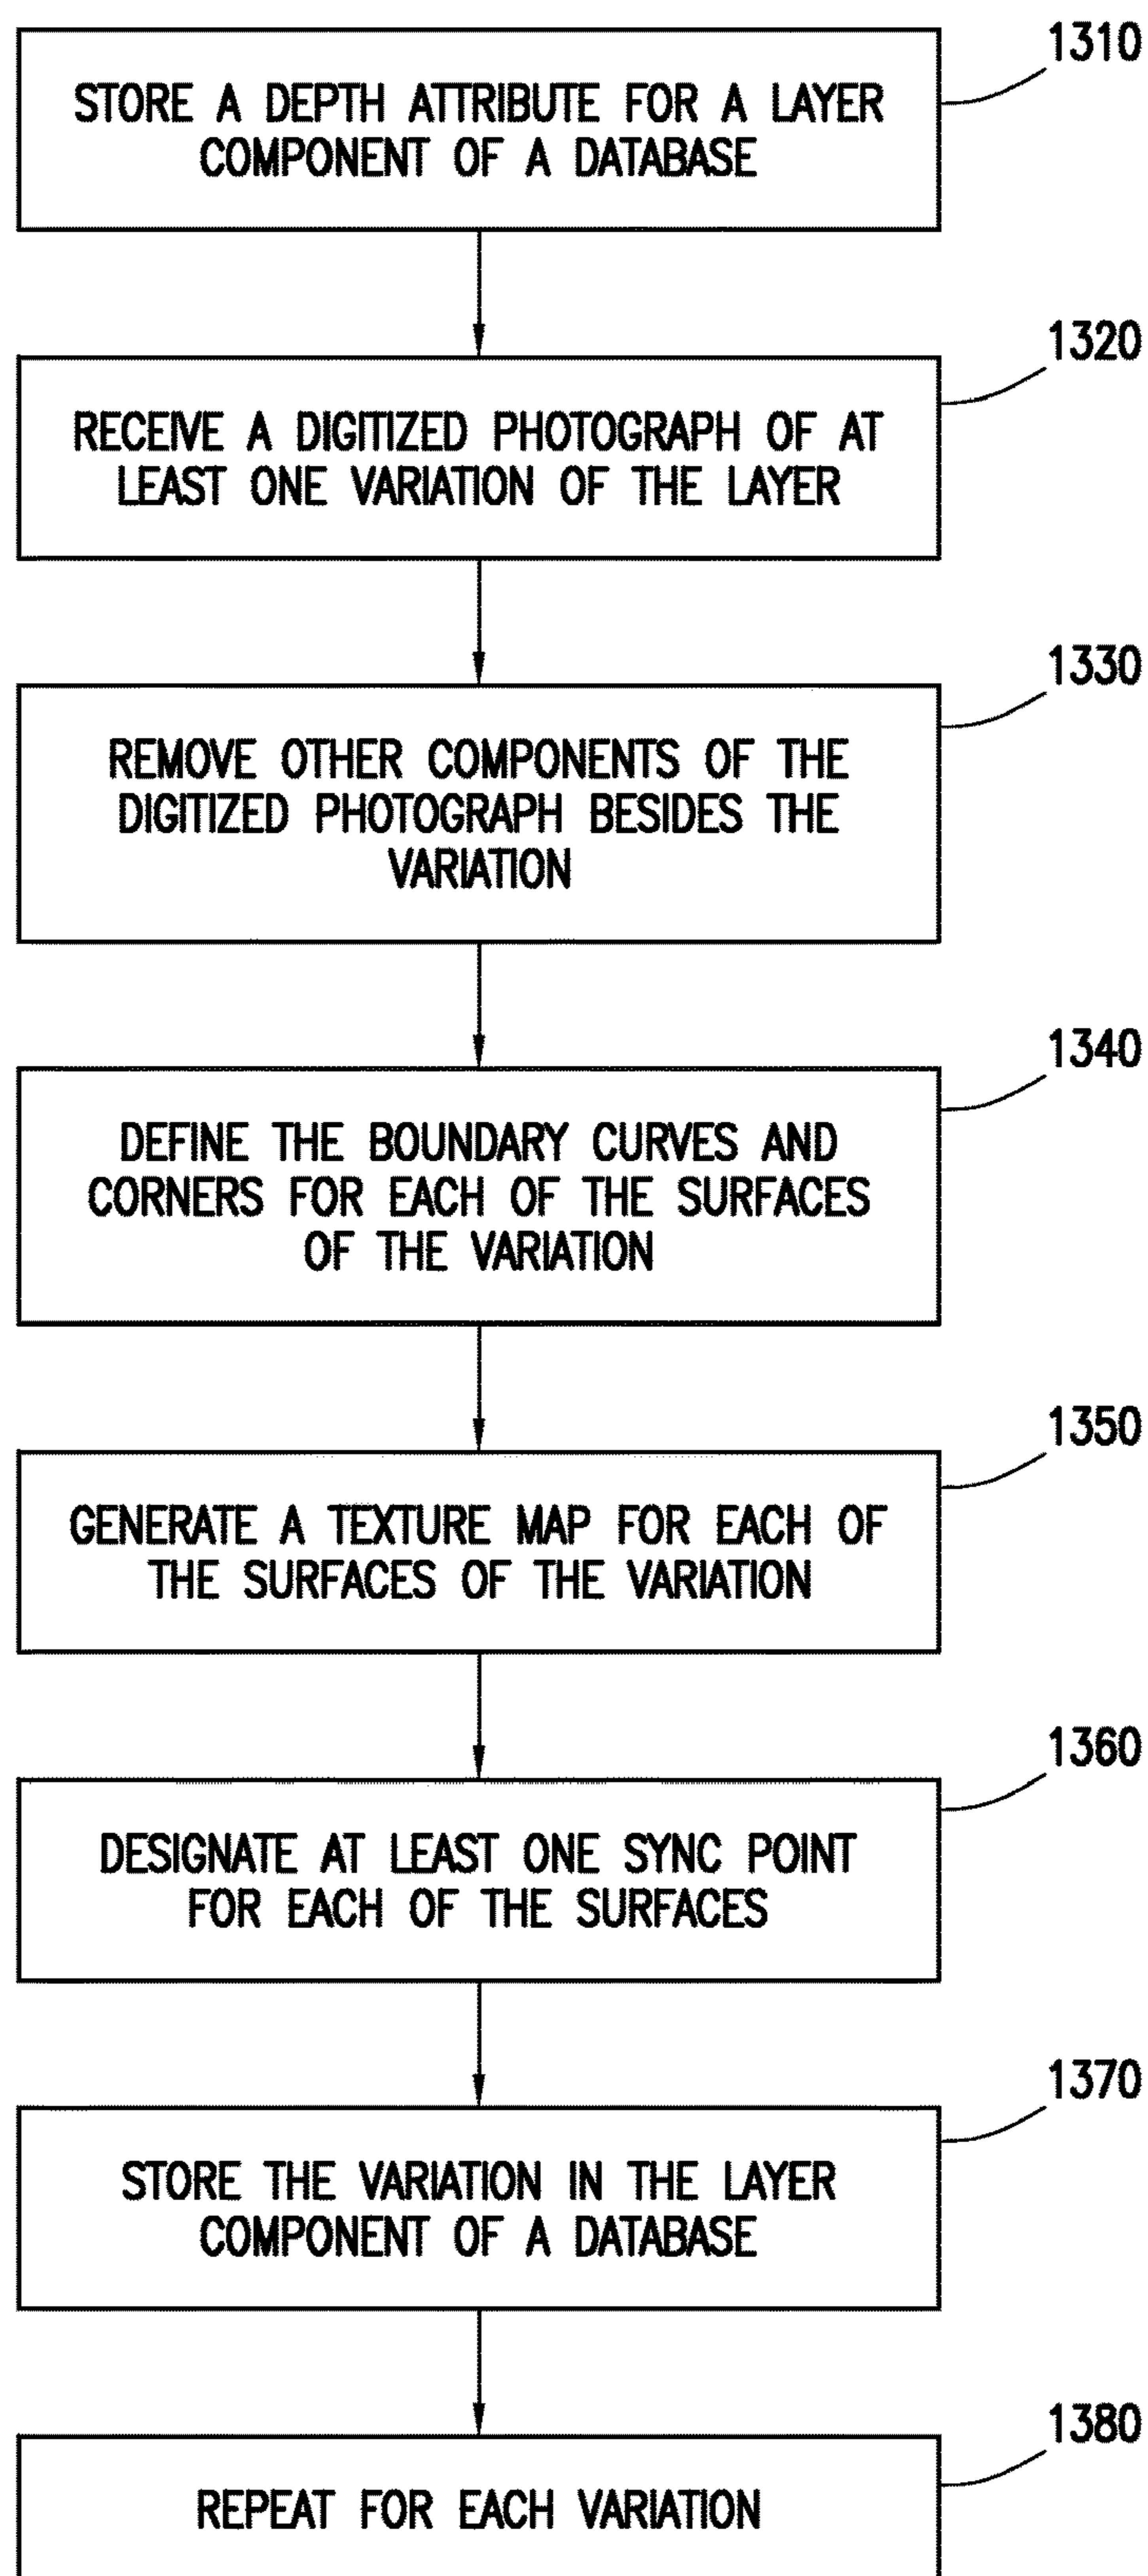 1310
STORE A DEPTH ATTRIBUTE FOR A LAYER
COMPONENT OF A DATABASE
1320
RECEIVE A DIGITIZED PHOTOGRAPH OF AT
LEAST ONE VARIATION OF THE LAYER
1330
REMOVE OTHER COMPONENTS OF THE
DIGITIZED PHOTOGRAPH BESIDES THE
VARIATION
1340
DEFINE THE BOUNDARY CURVES AND
CORNERS FOR EACH OF THE SURFACES
OF THE VARIATION
1350
GENERATE A TEXTURE MAP FOR EACH OF
THE SURFACES OF THE VARIATION
1360
DESIGNATE AT LEAST ONE SYNC POINT
FOR EACH OF THE SURFACES
1370
STORE THE VARIATION IN THE LAYER
COMPONENT OF A DATABASE
1380
REPEAT FOR EACH VARIATION